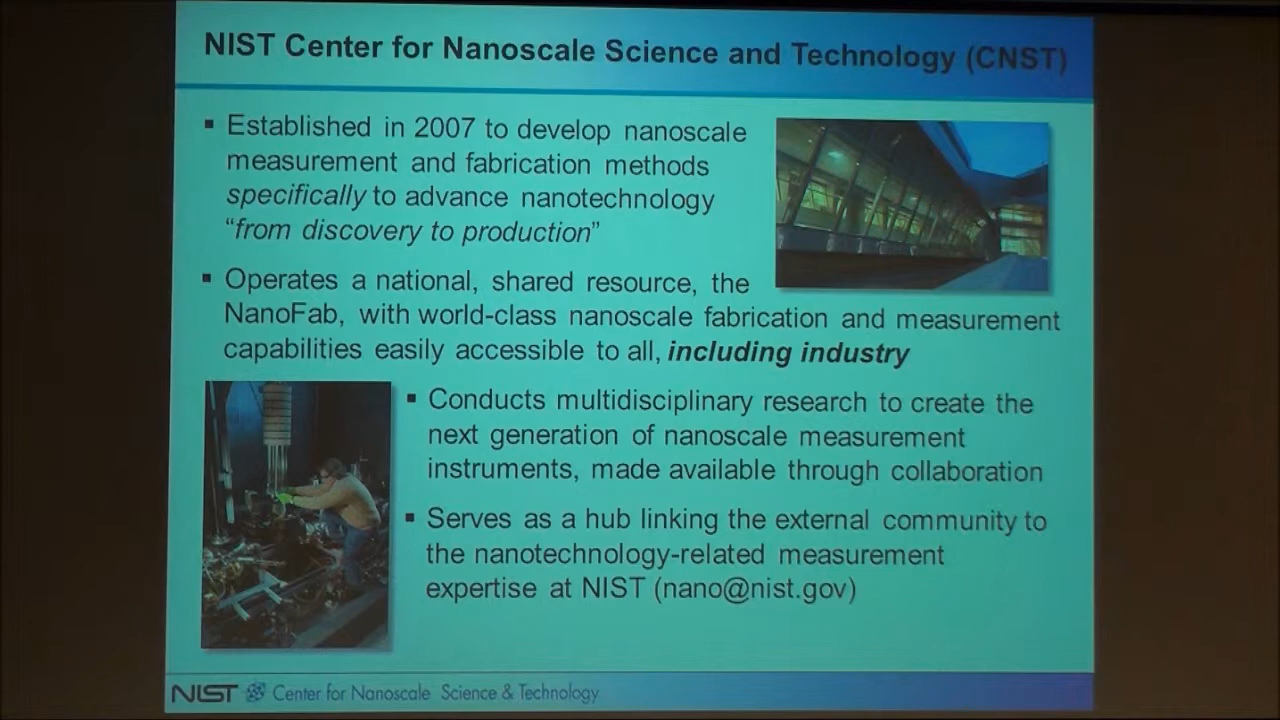 NIST Center for Nanoscale Science and Technology (CNST)
▪ Established in 2007 to develop nanoscale
measurement and fabrication methods
specifically to advance nanotechnology
“from discovery to production”
▪ Operates a national, shared resource, the
NanoFab, with world-class nanoscale fabrication and measurement
capabilities easily accessible to all, including industry
▪ Conducts multidisciplinary research to create the
next generation of nanoscale measurement
instruments, made available through collaboration
▪ Serves as a hub linking the external community to
the nanotechnology-related measurement
expertise at NIST (nano@nist.gov)
NIST Center for Nanoscale Science & Technology